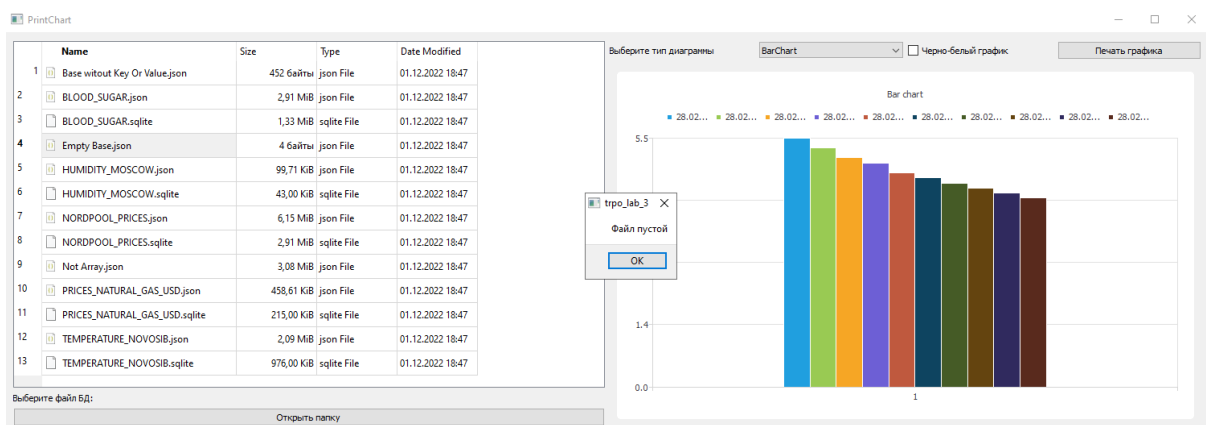 PrintChart
Name Size Type Date Modified
1 Base witout Key Or Value.json 452 байты json File 01.12.2022 18:47
2 BLOOD_SUGAR.json 2,91 MiB json File 01.12.2022 18:47
3 BLOOD_SUGAR.sqlite 1,33 MiB sqlite File 01.12.2022 18:47
4 Empty Base.json 4 байты json File 01.12.2022 18:47
5 HUMIDITY_MOSCOW.json 99,71 KiB json File 01.12.2022 18:47
6 HUMIDITY_MOSCOW.sqlite 43,00 KiB sqlite File 01.12.2022 18:47
7 NORDPOOL_PRICES.json 6,15 MiB json File 01.12.2022 18:47
8 NORDPOOL_PRICES.sqlite 2,91 MiB sqlite File 01.12.2022 18:47
9 Not Array.json 3,08 MiB json File 01.12.2022 18:47
10 PRICES_NATURAL_GAS_USD.json 458,61 KiB json File 01.12.2022 18:47
11 PRICES_NATURAL_GAS_USD.sqlite 215,00 KiB sqlite File 01.12.2022 18:47
12 TEMPERATURE_NOVOSIB.json 2,09 MiB json File 01.12.2022 18:47
13 TEMPERATURE_NOVOSIB.sqlite 976,00 KiB sqlite File 01.12.2022 18:47
Выберите файл БД:
Открыть папку
Выберите тип диаграммы BarChart Черно-белый график Печать графика
Bar chart
28.02... 28.02... 28.02... 28.02... 28.02... 28.02... 28.02... 28.02... 28.02... 28.02...
5.5
1.4
0.0
1
trpo_lab_3
Файл пустой
OK